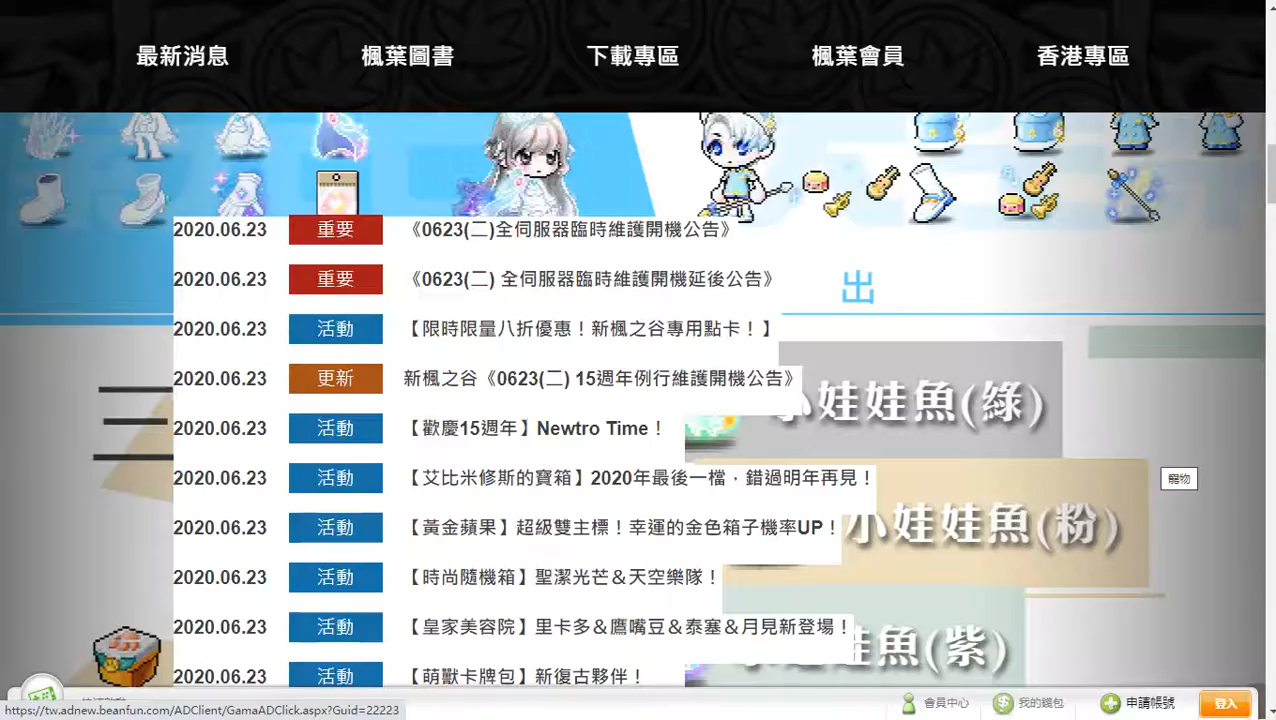 最新消息 楓葉圖書 下載專區 楓葉會員 香港專區
2020.06.23 重要 《0623(二)全伺服器臨時維護開機公告》
2020.06.23 重要 《0623(二) 全伺服器臨時維護開機延後公告》
出
2020.06.23 活動 【限時限量八折優惠！新楓之谷專用點卡！】
2020.06.23 更新 新楓之谷《0623(二) 15週年例行維護開機公告》
小娃娃魚(綠)
2020.06.23 活動 【歡慶15週年】Newtro Time！
2020.06.23 活動 【艾比米修斯的寶箱】2020年最後一檔，錯過明年再見！
寵物
2020.06.23 活動 【黃金蘋果】超級雙主標！幸運的金色箱子機率UP！
小娃娃魚(粉)
2020.06.23 活動 【時尚隨機箱】聖潔光芒＆天空樂隊！
2020.06.23 活動 【皇家美容院】里卡多＆鷹嘴豆＆泰塞＆月見新登場！
娃魚(紫)
2020.06.23 活動 【萌獸卡牌包】新復古夥伴！
會員中心 我的錢包 申請帳號 登入
https://tw.adnew.beanfun.com/ADClient/GamaADClick.aspx?Guid=22223